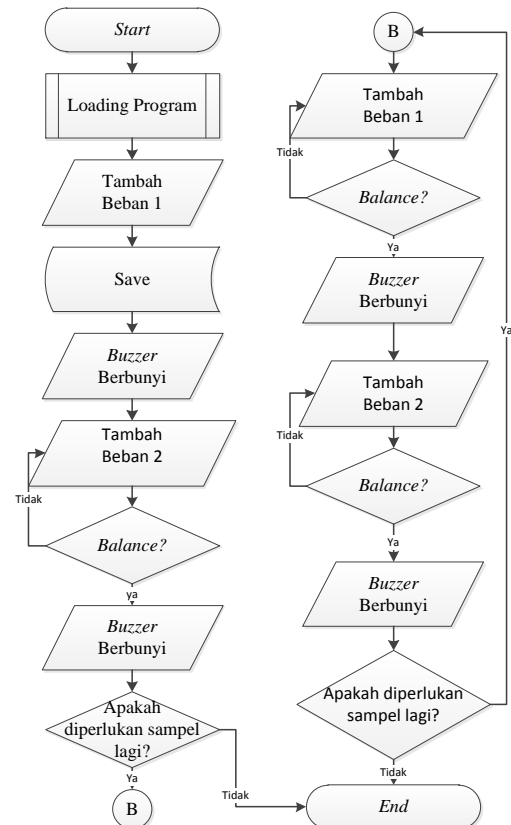 Start
Loading Program
Tambah
Beban 1
Save
Buzzer
Berbunyi
Tambah
Beban 2
Tidak
Balance?
ya
Buzzer
Berbunyi
Apakah
diperlukan sampel
lagi?
Ya
Tidak
B
B
Tambah
Beban 1
Tidak
Balance?
Ya
Buzzer
Berbunyi
Ya
Tambah
Beban 2
Tidak
Balance?
Ya
Buzzer
Berbunyi
Apakah diperlukan
sampel lagi?
Tidak
End